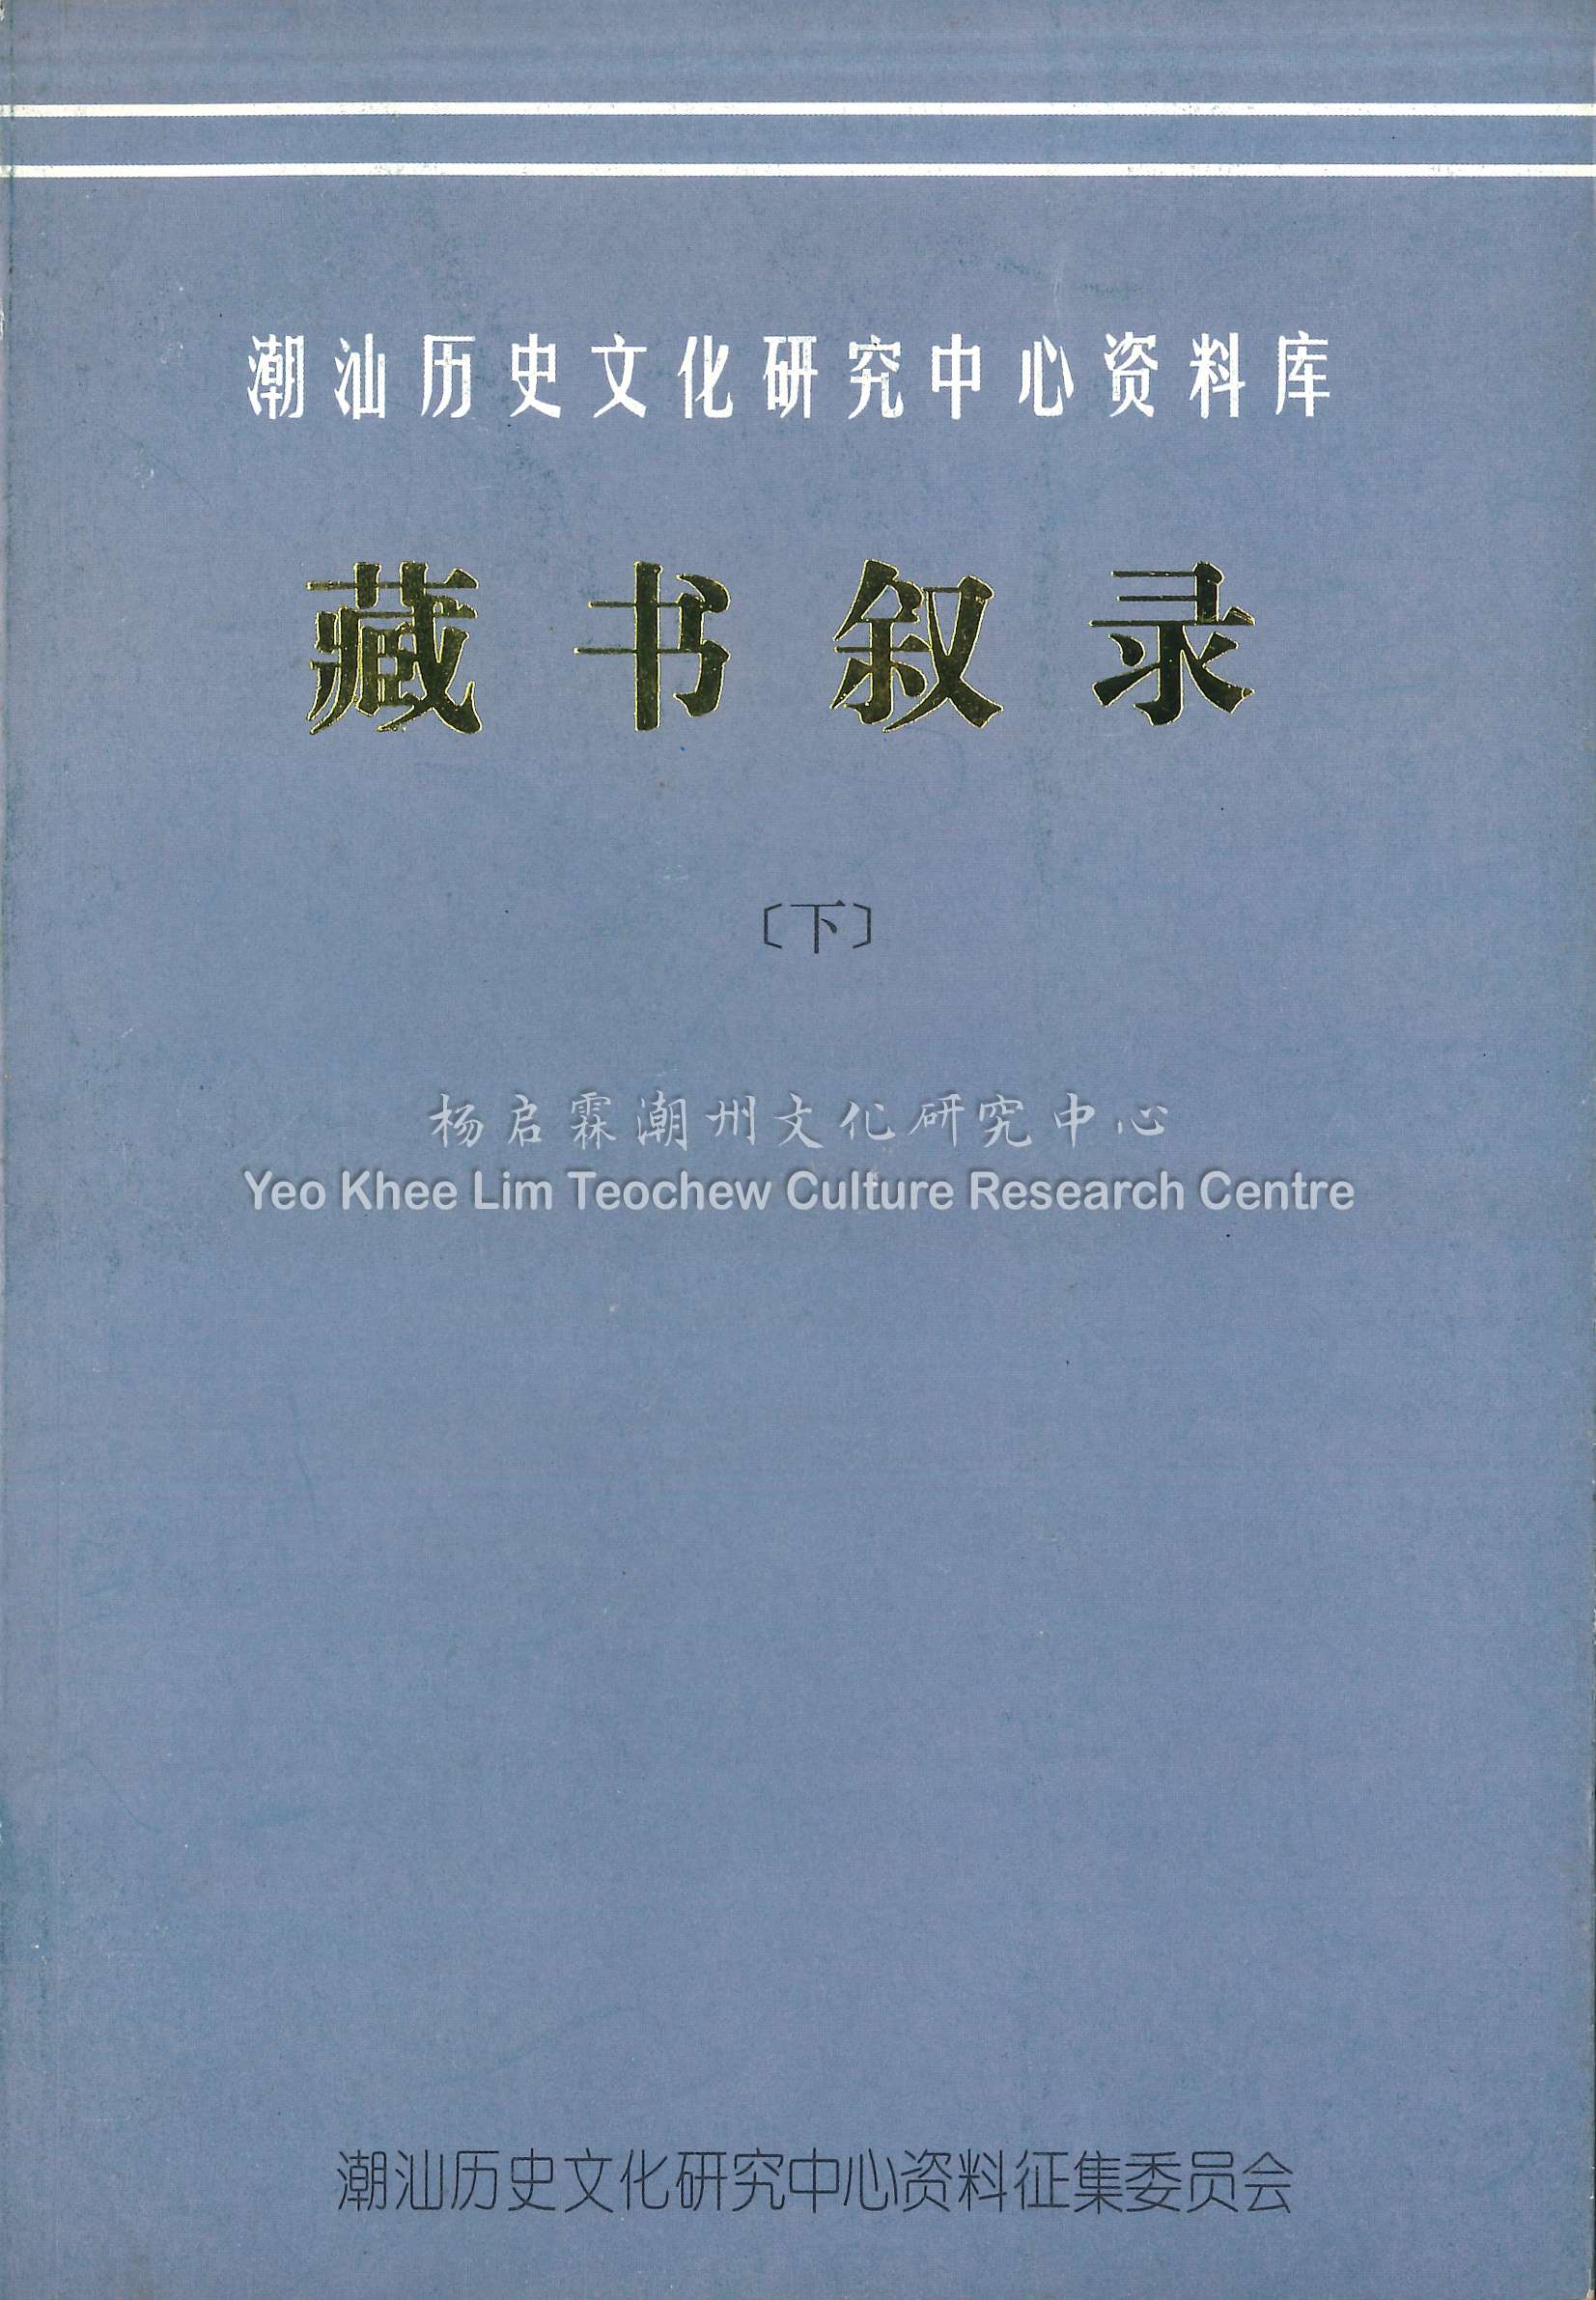 潮汕历史文化研究中心资料库
藏书叙录
〔下〕
杨启霖潮州文化研究中心
Yeo Khee Lim Teochew Culture Research Centre
潮汕历史文化研究中心资料征集委员会